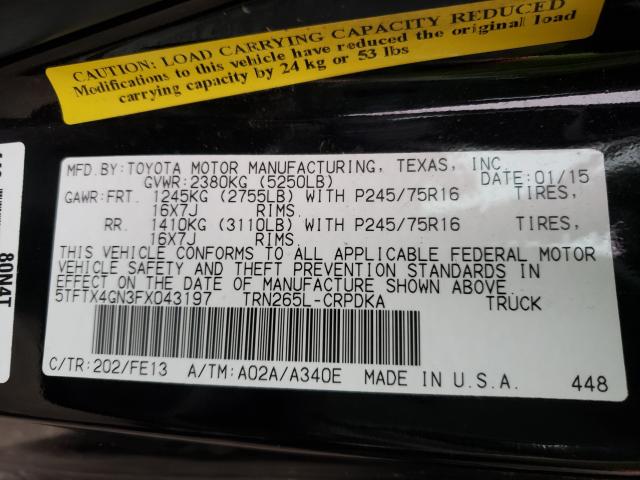 CAUTION: LOAD CARRYING CAPACITY REDUCED
Modifications to this vehicle have reduced the original load
carrying capacity by 24 kg or 53 lbs
MFD.BY:TOYOTA MOTOR MANUFACTURING, TEXAS, INC.
GVWR:2380KG (5250LB) DATE:01/15
GAWR:FRT. 1245KG (2755LB) WITH P245/75R16 TIRES,
16X7J RIMS.
RR. 1410KG (3110LB) WITH P245/75R16 TIRES,
16X7J RIMS.
THIS VEHICLE CONFORMS TO ALL APPLICABLE FEDERAL MOTOR
VEHICLE SAFETY AND THEFT PREVENTION STANDARDS IN
EFFECT ON THE DATE OF MANUFACTURE SHOWN ABOVE.
5TFTX4GN3FX043197 TRN265L-CRPDKA TRUCK
C/TR:202/FE13 A/TM:A02A/A340E MADE IN U.S.A.
448
80N4T